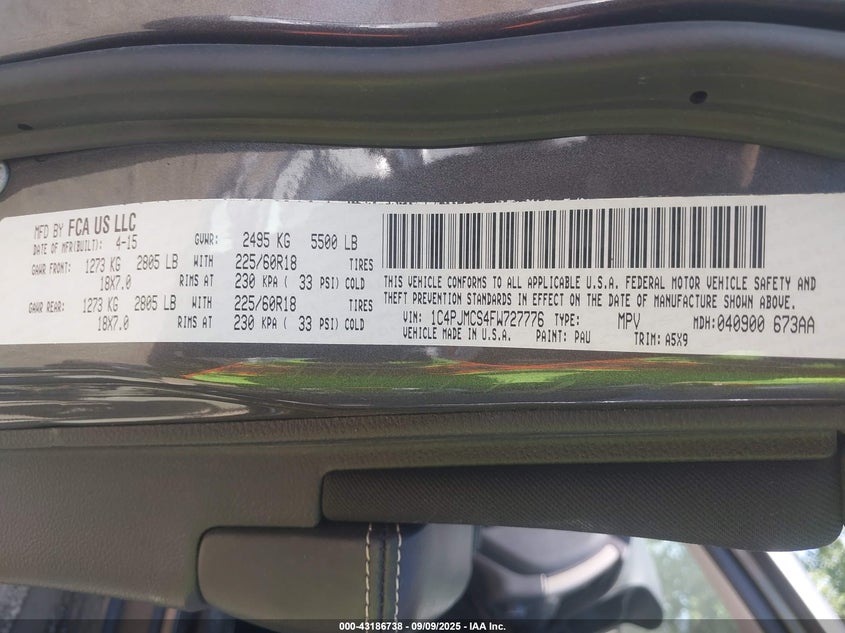 MFD BY FCA US LLC
DATE OF MFR(BUILT): 4-15 GVWR: 2495 KG 5500 LB
GAWR FRONT: 1273 KG 2805 LB WITH 225/60R18 TIRES
18X7.0 RIMS AT 230 KPA ( 33 PSI) COLD
GAWR REAR: 1273 KG 2805 LB WITH 225/60R18 TIRES
18X7.0 RIMS AT 230 KPA ( 33 PSI) COLD
THIS VEHICLE CONFORMS TO ALL APPLICABLE U.S.A. FEDERAL MOTOR VEHICLE SAFETY AND
THEFT PREVENTION STANDARDS IN EFFECT ON THE DATE OF MANUFACTURE SHOWN ABOVE.
VIN: 1C4PJMCS4FW727776 TYPE: MPV MDH:040900 673AA
VEHICLE MADE IN U.S.A. PAINT: PAU TRIM: A5X9
000-43186738 - 09/09/2025 - IAA Inc.